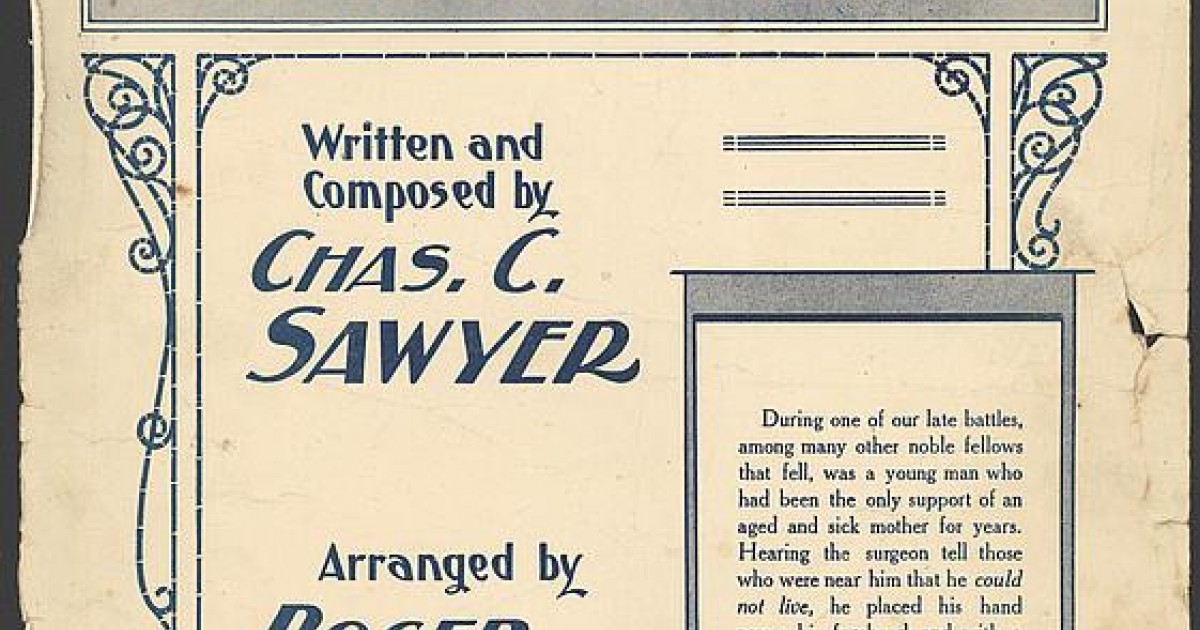 Written and
Composed by
CHAS. C.
SAWYER
Arranged by
ROGER
During one of our late battles,
among many other noble fellows
that fell, was a young man who
had been the only support of an
aged and sick mother for years.
Hearing the surgeon tell those
who were near him that he could
not live, he placed his hand